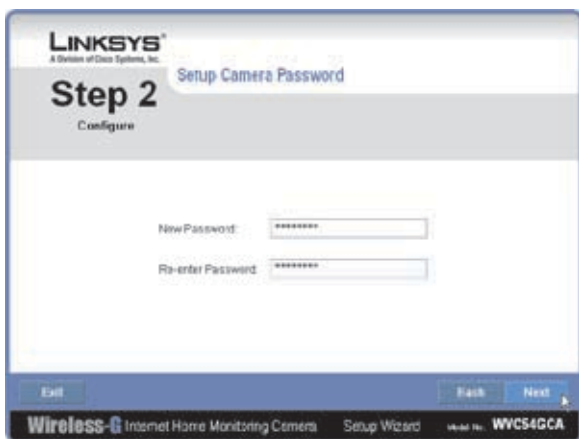 LINKSYS®
A Division of Cisco Systems, Inc.
Setup Camera Password
Step 2
Configure
New Password:
********
Re-enter Password:
********
Exit
Back
Next
Wireless-G Internet Home Monitoring Camera
Setup Wizard
Model No. WVC54GCA